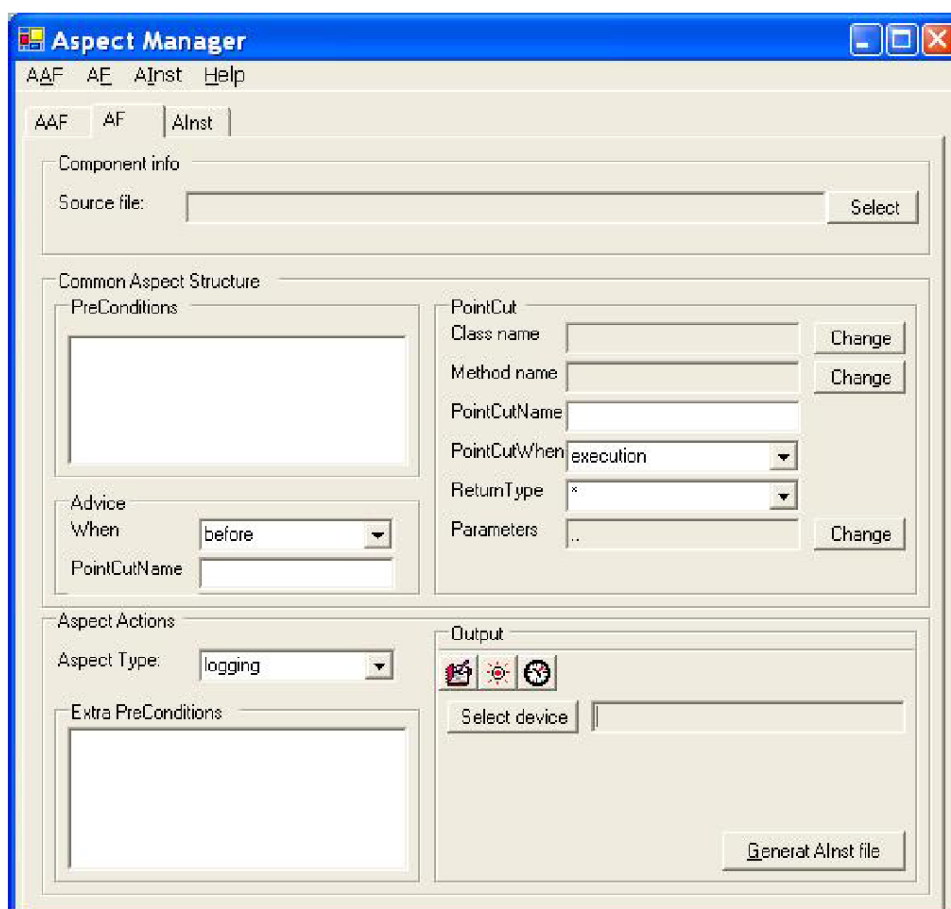 Aspect Manager
AAF AF AInst Help
AAF AF AInst
Component info
Source file: Select
Common Aspect Structure
PreConditions
PointCut
Class name Change
Method name Change
PointCutName
PointCutWhen execution
ReturnType *
Parameters .. Change
Advice
When before
PointCutName
Aspect Actions
Aspect Type: logging
Extra PreConditions
Output
Select device
Generat AInst file